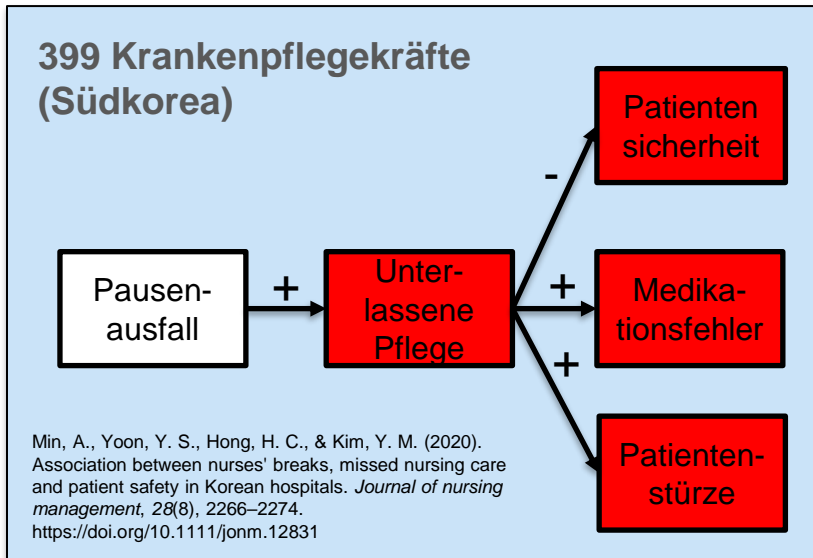 399 Krankenpflegekräfte
(Südkorea)
Patienten
sicherheit
-
Pausen-
ausfall
+
Unter-
lassene
Pflege
+
Medika-
tionsfehler
+
Patienten-
stürze
Min, A., Yoon, Y. S., Hong, H. C., & Kim, Y. M. (2020).
Association between nurses' breaks, missed nursing care
and patient safety in Korean hospitals. Journal of nursing
management, 28(8), 2266–2274.
https://doi.org/10.1111/jonm.12831